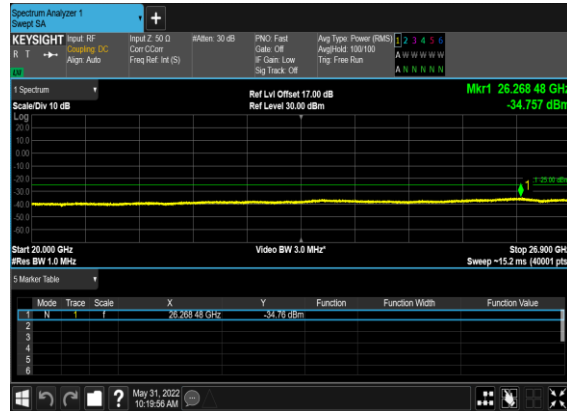 Spectrum Analyzer 1
Swept SA
+
KEYSIGHT Input: RF Input Z: 50 Ω #Atten: 30 dB PNO: Fast Avg Type: Power (RMS) 1 2 3 4 5 6
R T Coupling: DC Corr CCorr Gate: Off Avg|Hold: 100/100 A W W W W W
Align: Auto Freq Ref: Int (S) IF Gain: Low Trig: Free Run
Sig Track: Off A N N N N N
1 Spectrum Ref Lvl Offset 17.00 dB Mkr1 26.268 48 GHz
Scale/Div 10 dB Ref Level 30.00 dBm -34.757 dBm
Log
20.0
10.0
0.00
-10.0
-20.0
-30.0
-40.0
-50.0
-60.0
1 -25.00 dBm
1
Start 20.000 GHz Video BW 3.0 MHz* Stop 26.900 GHz
#Res BW 1.0 MHz Sweep ~15.2 ms (40001 pts)
5 Marker Table
Mode Trace Scale X Y Function Function Width Function Value
1 N 1 f 26.268 48 GHz -34.76 dBm
2
3
4
5
6
? May 31, 2022
10:19:56 AM